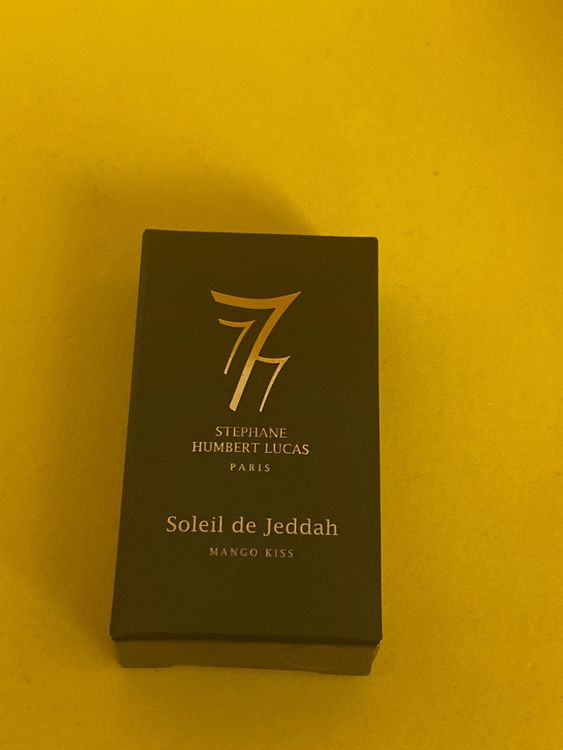 777
STEPHANE
HUMBERT LUCAS
PARIS
Soleil de Jeddah
MANGO KISS